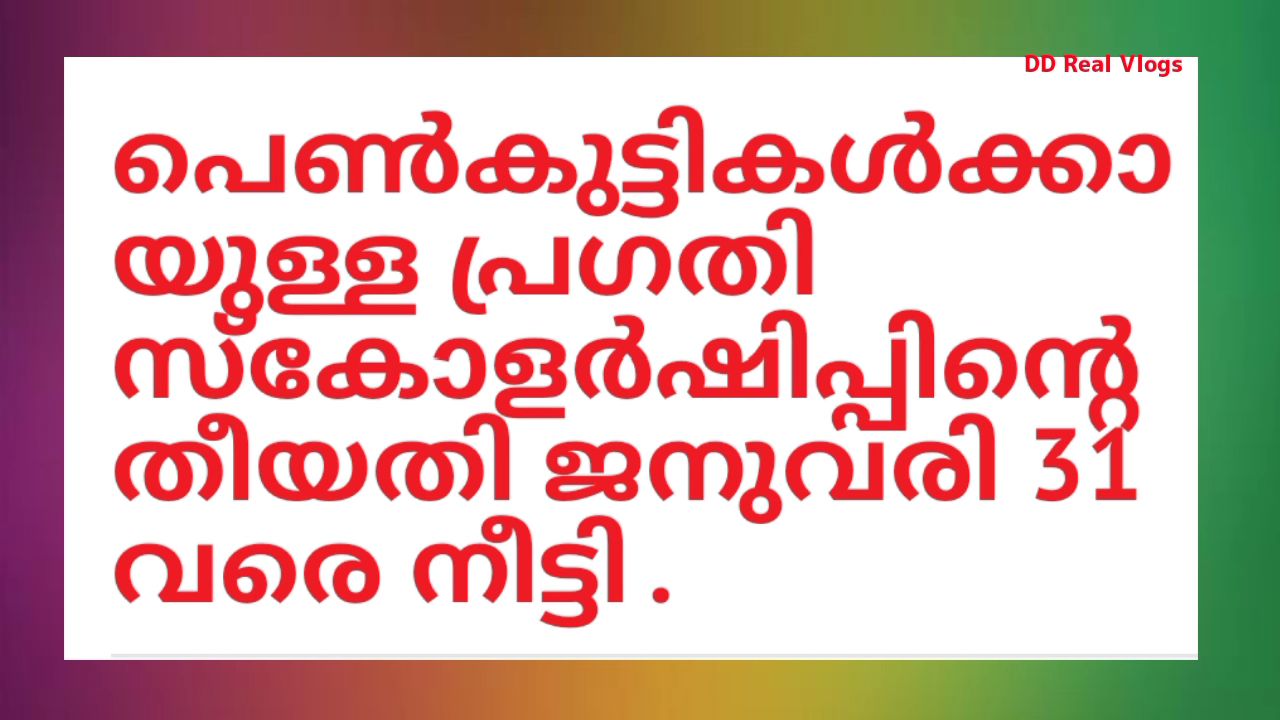 DD Real Vlogs
പെൺകുട്ടികൾക്കാ
യുള്ള പ്രഗതി
സ്കോളർഷിപ്പിന്റെ
തീയതി ജനുവരി 31
വരെ നീട്ടി .